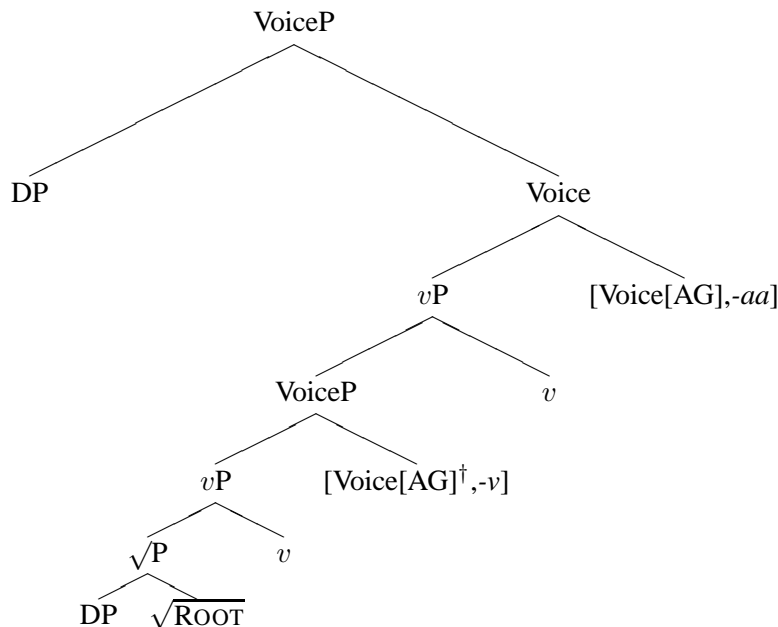 VoiceP
DP Voice
vP [Voice[AG],-aa]
VoiceP v
vP [Voice[AG]†,-v]
√P v
DP √ROOT